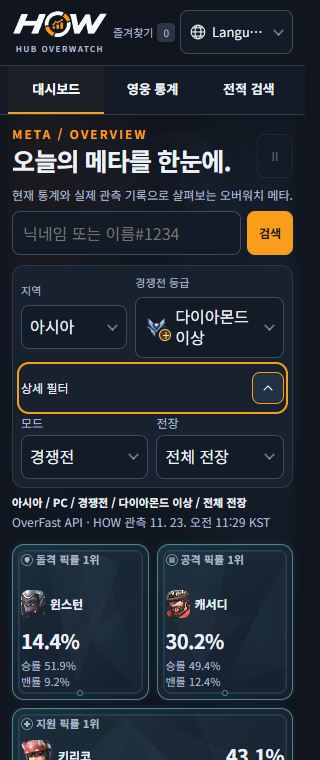 HOW
HUB OVERWATCH
즐겨찾기 0
Langu…
대시보드
영웅 통계
전적 검색
META / OVERVIEW
오늘의 메타를 한눈에.
현재 통계와 실제 관측 기록으로 살펴보는 오버워치 메타.
닉네임 또는 이름#1234
검색
지역
경쟁전 등급
아시아
다이아몬드
이상
상세 필터
모드
전장
경쟁전
전체 전장
아시아 / PC / 경쟁전 / 다이아몬드 이상 / 전체 전장
OverFast API · HOW 관측 11. 23. 오전 11:29 KST
돌격 픽률 1위
윈스턴
14.4%
승률 51.9%
밴률 9.2%
공격 픽률 1위
캐서디
30.2%
승률 49.4%
밴률 12.4%
지원 픽률 1위
키리코
43.1%